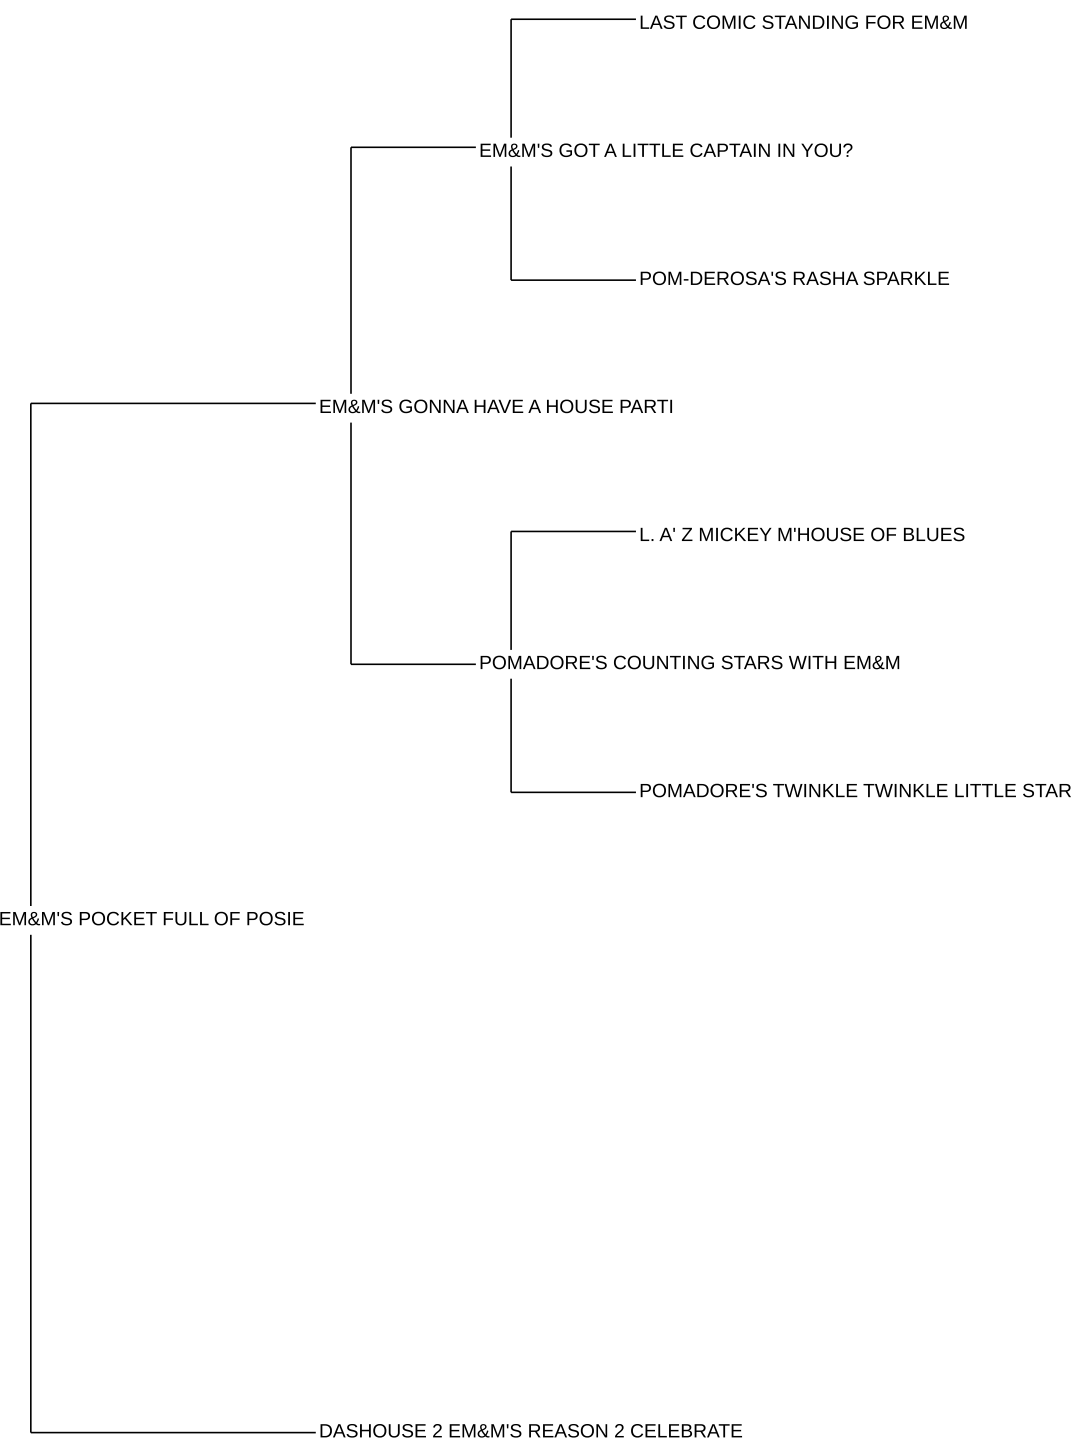 LAST COMIC STANDING FOR EM&M
EM&M'S GOT A LITTLE CAPTAIN IN YOU?
POM-DEROSA'S RASHA SPARKLE
EM&M'S GONNA HAVE A HOUSE PARTI
L. A' Z MICKEY M'HOUSE OF BLUES
POMADORE'S COUNTING STARS WITH EM&M
POMADORE'S TWINKLE TWINKLE LITTLE STAR
EM&M'S POCKET FULL OF POSIE
DASHOUSE 2 EM&M'S REASON 2 CELEBRATE